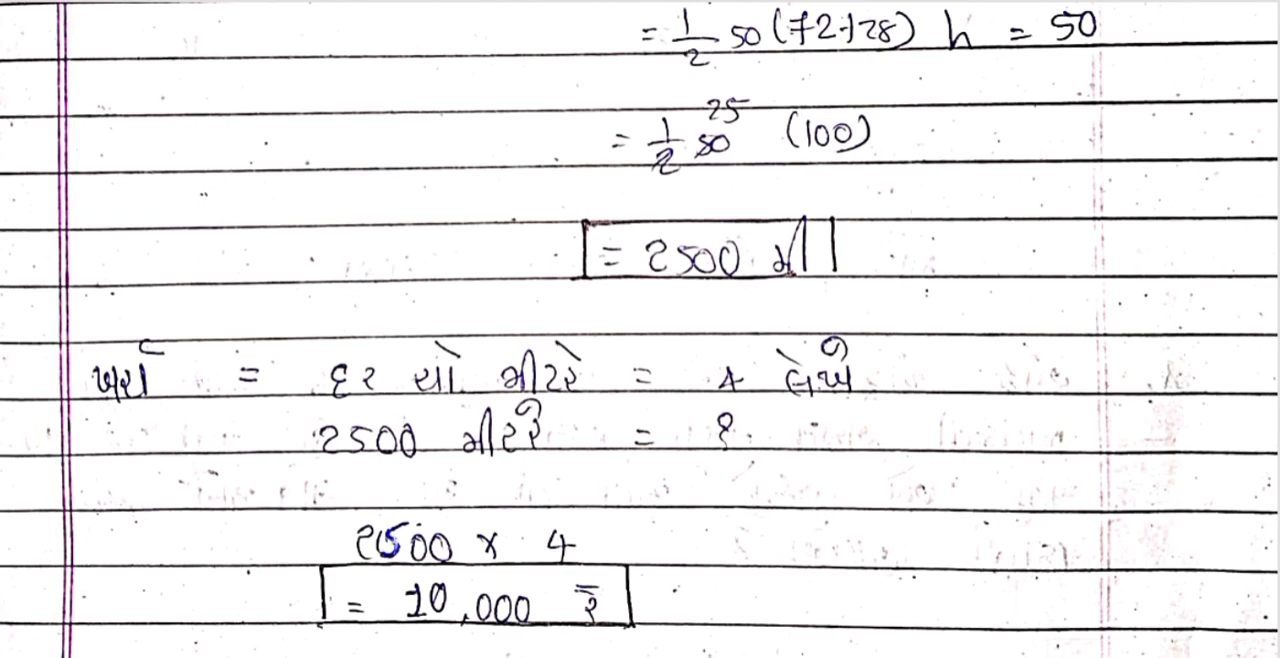 = 1/2 50 (72+28) h = 50
= 1/2 50 25 (100)
= 2500 મી
ખર્ચ = દર ચો મીટરે = 4 લેખે
2500 મીટરે = ?
2500 x 4
= 10,000 રૂ